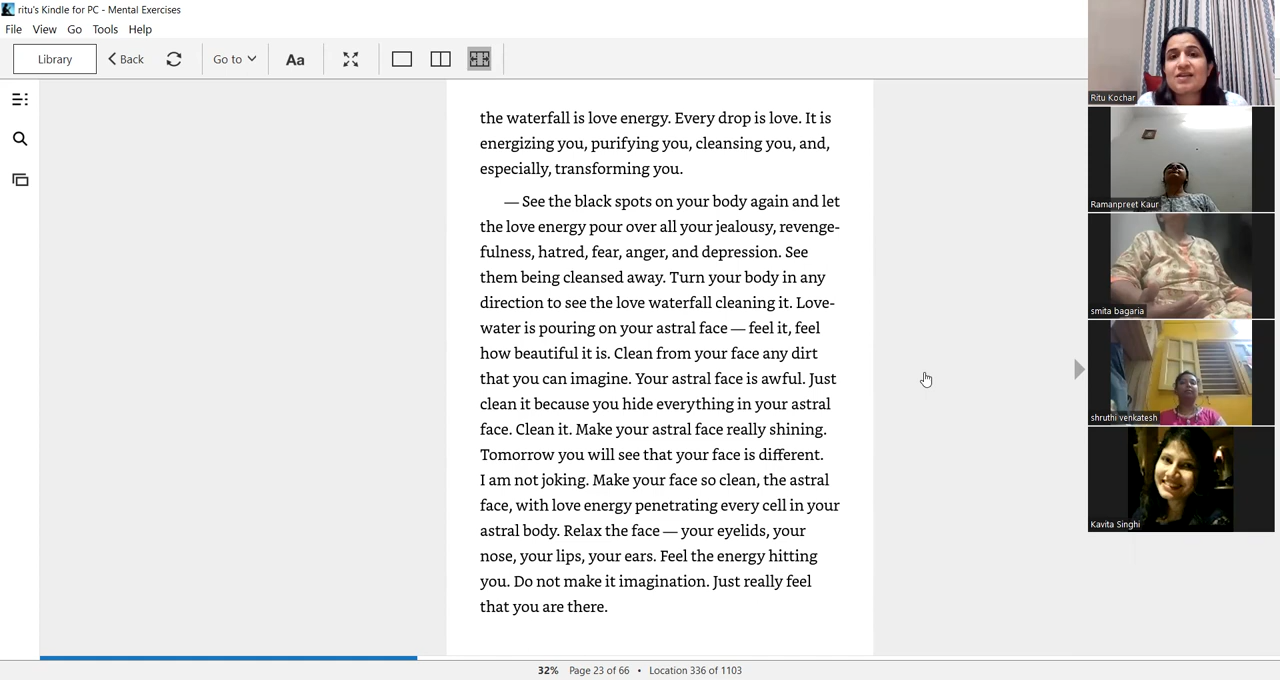 ritu's Kindle for PC - Mental Exercises
File View Go Tools Help
Library Back Go to Aa
the waterfall is love energy. Every drop is love. It is
energizing you, purifying you, cleansing you, and,
especially, transforming you.
— See the black spots on your body again and let
the love energy pour over all your jealousy, revenge-
fulness, hatred, fear, anger, and depression. See
them being cleansed away. Turn your body in any
direction to see the love waterfall cleaning it. Love-
water is pouring on your astral face — feel it, feel
how beautiful it is. Clean from your face any dirt
that you can imagine. Your astral face is awful. Just
clean it because you hide everything in your astral
face. Clean it. Make your astral face really shining.
Tomorrow you will see that your face is different.
I am not joking. Make your face so clean, the astral
face, with love energy penetrating every cell in your
astral body. Relax the face — your eyelids, your
nose, your lips, your ears. Feel the energy hitting
you. Do not make it imagination. Just really feel
that you are there.
32% Page 23 of 66 • Location 336 of 1103
Ritu Kochar
Ramanpreet Kaur
smita bagaria
shruthi venkatesh
Kavita Singhi